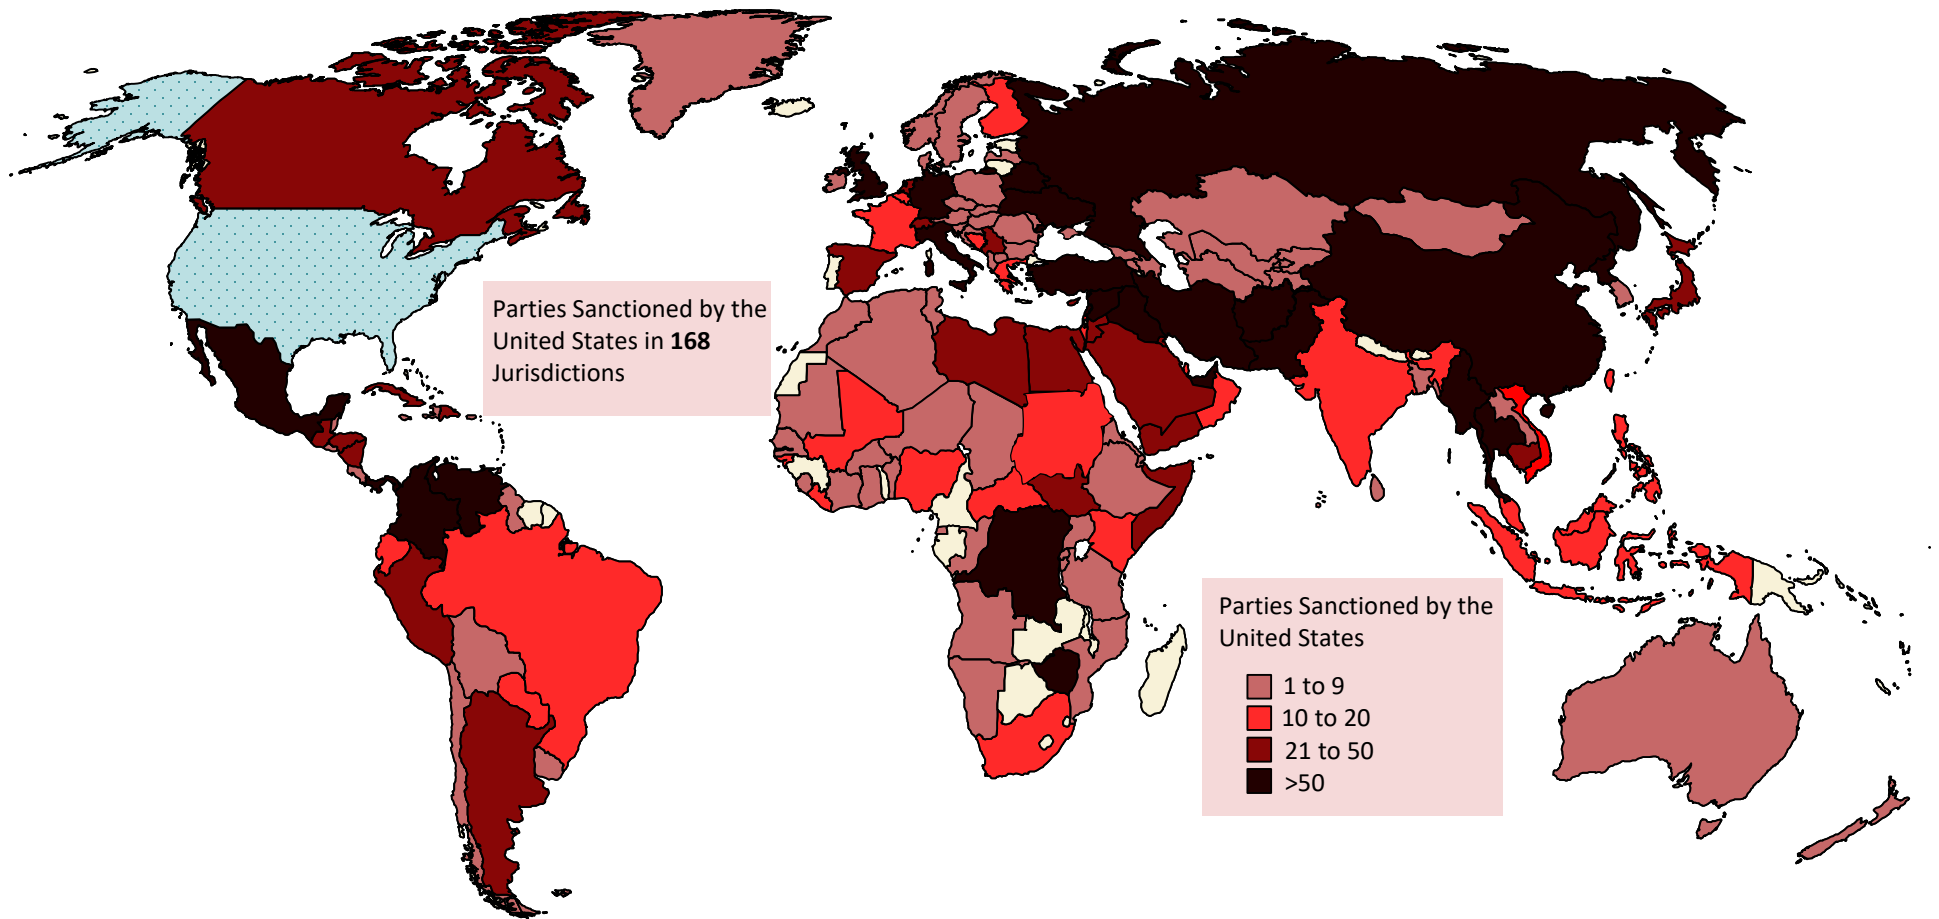 Parties Sanctioned by the
United States in 168
Jurisdictions
Parties Sanctioned by the
United States
1 to 9
10 to 20
21 to 50
>50